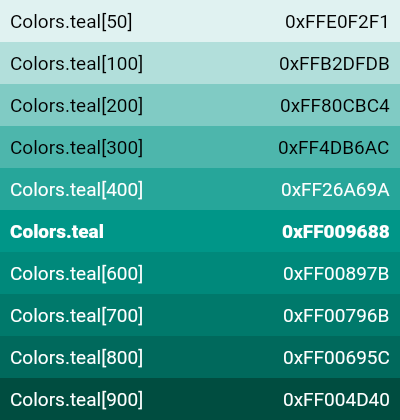 Colors.teal[50] 0xFFE0F2F1
Colors.teal[100] 0xFFB2DFDB
Colors.teal[200] 0xFF80CBC4
Colors.teal[300] 0xFF4DB6AC
Colors.teal[400] 0xFF26A69A
Colors.teal 0xFF009688
Colors.teal[600] 0xFF00897B
Colors.teal[700] 0xFF00796B
Colors.teal[800] 0xFF00695C
Colors.teal[900] 0xFF004D40